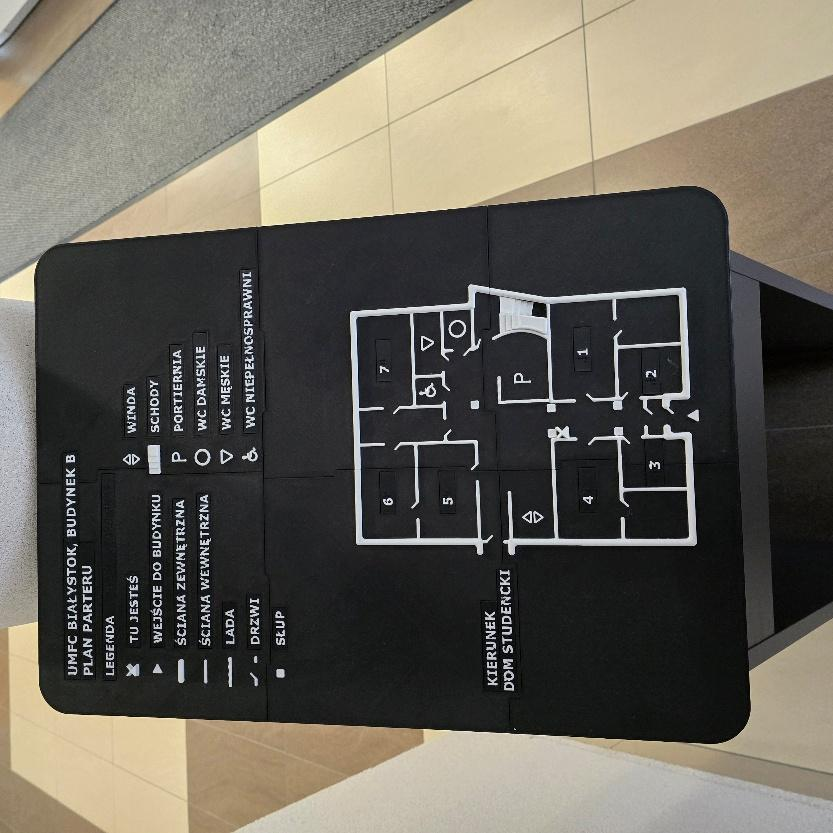 UMFC BIAŁYSTOK, BUDYNEK B
PLAN PARTERU
LEGENDA
TU JESTEŚ
WEJŚCIE DO BUDYNKU
ŚCIANA ZEWNĘTRZNA
ŚCIANA WEWNĘTRZNA
LADA
DRZWI
SŁUP
WINDA
SCHODY
P PORTIERNIA
WC DAMSKIE
WC MĘSKIE
WC NIEPEŁNOSPRAWNI
7
6
5
P
1
4
2
3
KIERUNEK
DOM STUDENCKI